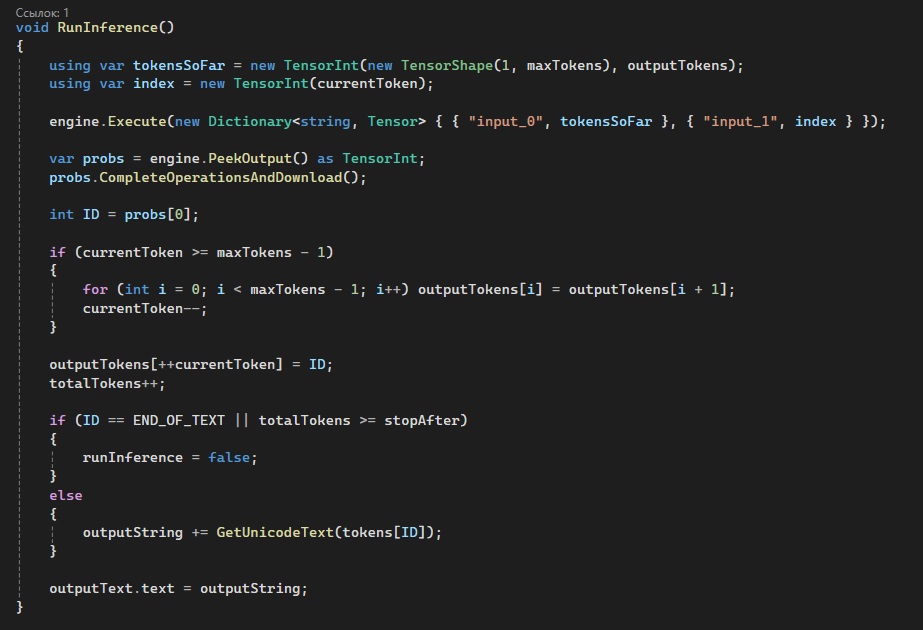 Ссылок: 1
void RunInference()
{
    using var tokensSoFar = new TensorInt(new TensorShape(1, maxTokens), outputTokens);
    using var index = new TensorInt(currentToken);
    engine.Execute(new Dictionary<string, Tensor> { { "input_0", tokensSoFar }, { "input_1", index } });
    var probs = engine.PeekOutput() as TensorInt;
    probs.CompleteOperationsAndDownload();
    int ID = probs[0];
    if (currentToken >= maxTokens - 1)
    {
        for (int i = 0; i < maxTokens - 1; i++) outputTokens[i] = outputTokens[i + 1];
        currentToken--;
    }
    outputTokens[++currentToken] = ID;
    totalTokens++;
    if (ID == END_OF_TEXT || totalTokens >= stopAfter)
    {
        runInference = false;
    }
    else
    {
        outputString += GetUnicodeText(tokens[ID]);
    }
    outputText.text = outputString;
}